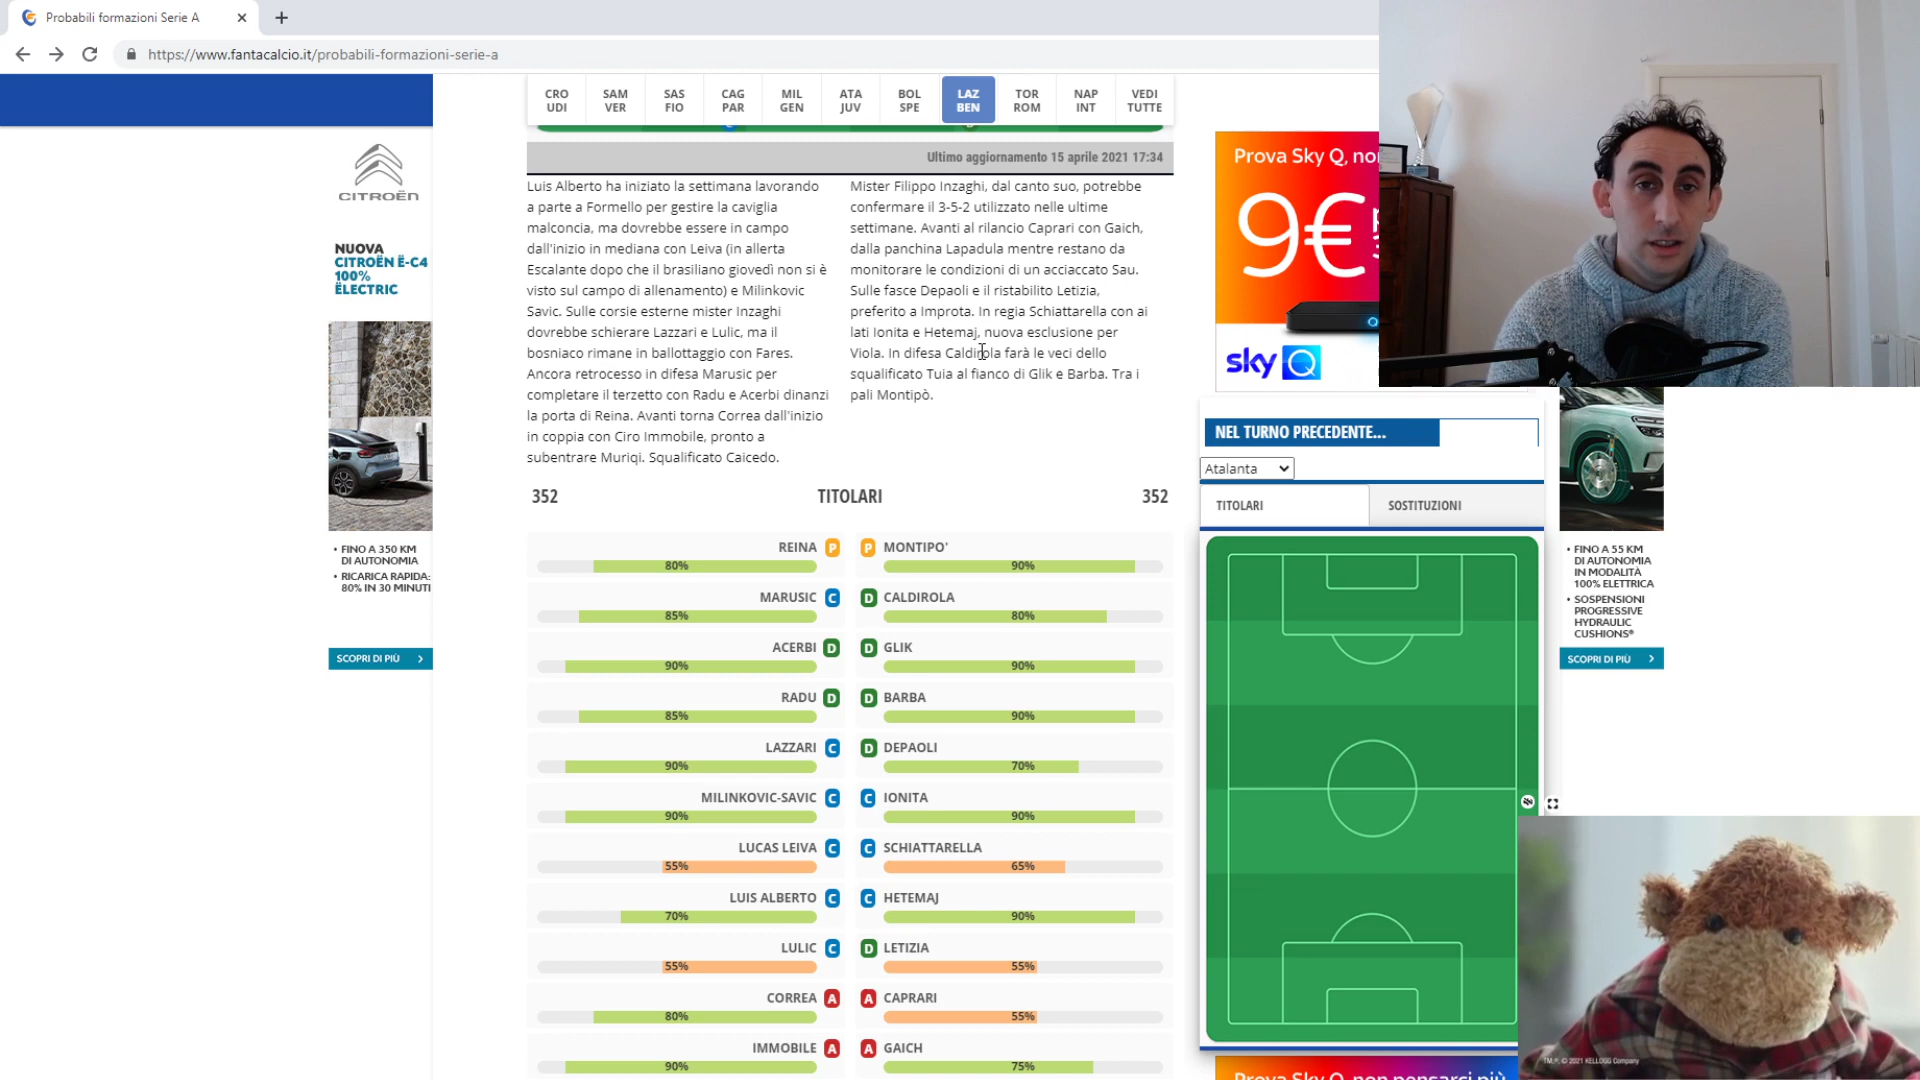 Probabili formazioni Serie A
https://www.fantacalcio.it/probabili-formazioni-serie-a
CRO UDI
SAM VER
SAS FIO
CAG PAR
MIL GEN
ATA JUV
BOL SPE
LAZ BEN
TOR ROM
NAP INT
VEDI TUTTE
Ultimo aggiornamento 15 aprile 2021 17:34
Luis Alberto ha iniziato la settimana lavorando
a parte a Formello per gestire la caviglia
malconcia, ma dovrebbe essere in campo
dall'inizio in mediana con Leiva (in allerta
Escalante dopo che il brasiliano giovedì non si è
visto sul campo di allenamento) e Milinkovic
Savic. Sulle corsie esterne mister Inzaghi
dovrebbe schierare Lazzari e Lulic, ma il
bosniaco rimane in ballottaggio con Fares.
Ancora retrocesso in difesa Marusic per
completare il terzetto con Radu e Acerbi dinanzi
la porta di Reina. Avanti torna Correa dall'inizio
in coppia con Ciro Immobile, pronto a
subentrare Muriqi. Squalificato Caicedo.
Mister Filippo Inzaghi, dal canto suo, potrebbe
confermare il 3-5-2 utilizzato nelle ultime
settimane. Avanti al rilancio Caprari con Gaich,
dalla panchina Lapadula mentre restano da
monitorare le condizioni di un acciaccato Sau.
Sulle fasce Depaoli e il ristabilito Letizia,
preferito a Improta. In regia Schiattarella con ai
lati Ionita e Hetemaj, nuova esclusione per
Viola. In difesa Caldirola farà le veci dello
squalificato Tuia al fianco di Glik e Barba. Tra i
pali Montipò.
352 TITOLARI 352
REINA P P MONTIPO'
80% 90%
MARUSIC C D CALDIROLA
85% 80%
ACERBI D D GLIK
90% 90%
RADU D D BARBA
85% 90%
LAZZARI C D DEPAOLI
90% 70%
MILINKOVIC-SAVIC C C IONITA
90% 90%
LUCAS LEIVA C C SCHIATTARELLA
55% 65%
LUIS ALBERTO C C HETEMAJ
70% 90%
LULIC C D LETIZIA
55% 55%
CORREA A A CAPRARI
80% 55%
IMMOBILE A A GAICH
90% 75%
CITROËN
NUOVA
CITROËN Ë-C4
100%
ËLECTRIC
• FINO A 350 KM
DI AUTONOMIA
• RICARICA RAPIDA:
80% IN 30 MINUTI
SCOPRI DI PIÙ
Prova Sky Q, no
9€
sky Q
NEL TURNO PRECEDENTE...
Atalanta
TITOLARI
SOSTITUZIONI
• FINO A 55 KM
DI AUTONOMIA
IN MODALITÀ
100% ELETTRICA
• SOSPENSIONI
PROGRESSIVE
HYDRAULIC
CUSHIONS®
SCOPRI DI PIÙ
Prova Sky Q, non pensarci più
TM, ®, © 2021 KELLOGG Company